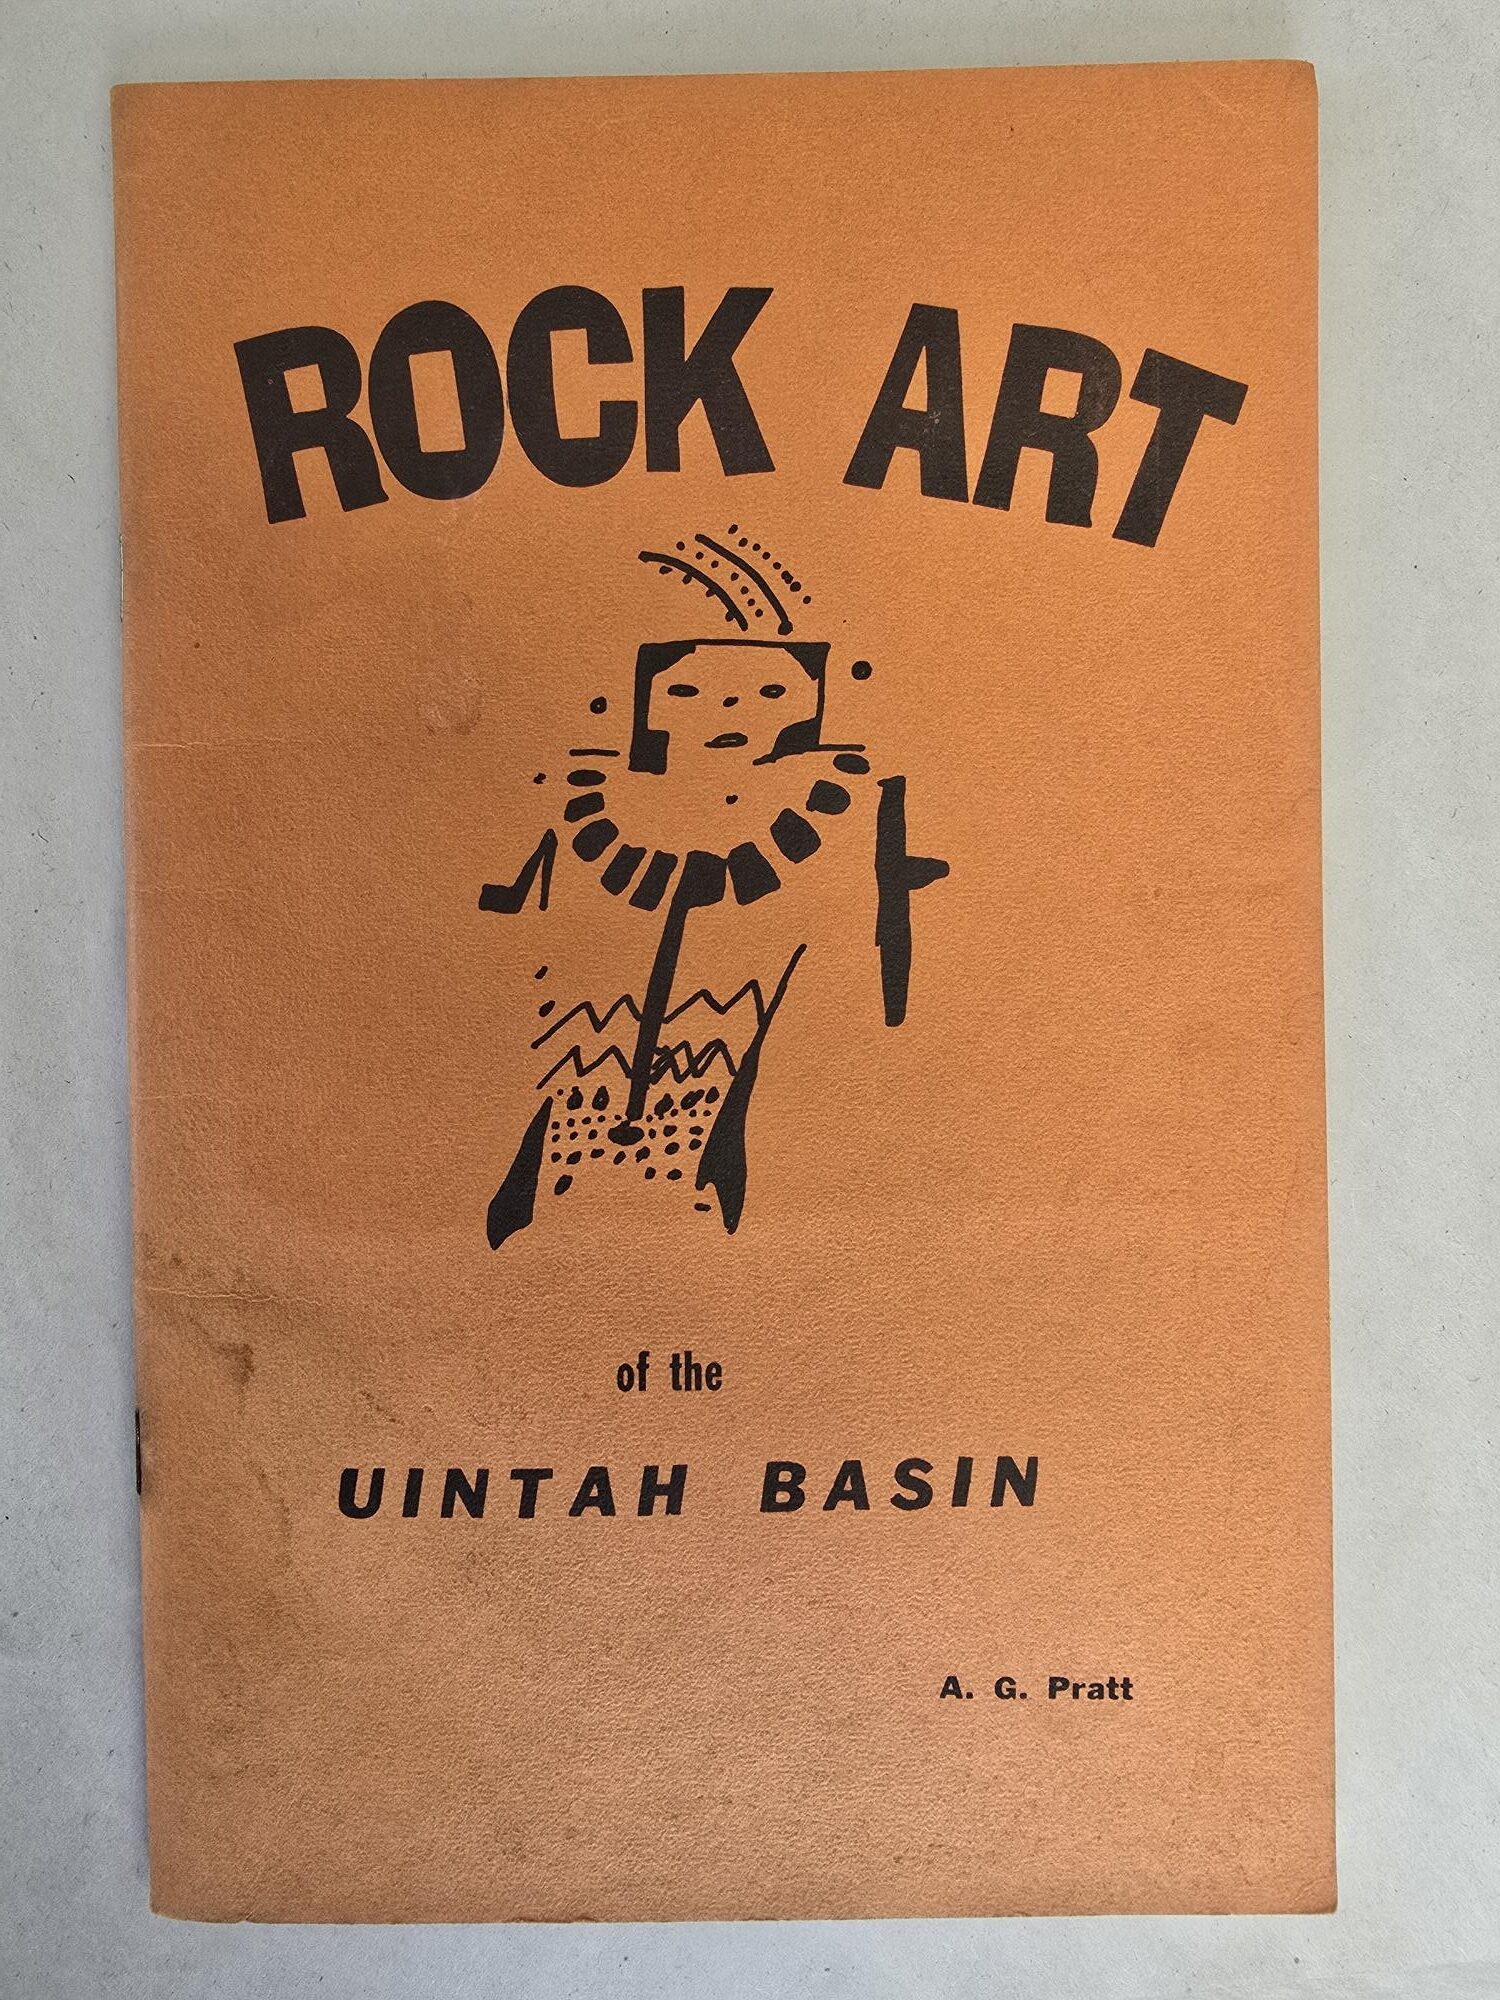 ROCK ART
of the
UINTAH BASIN
A. G. Pratt